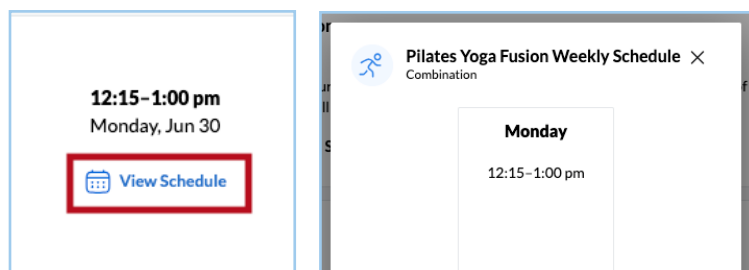 12:15–1:00 pm
Monday, Jun 30
View Schedule
Pilates Yoga Fusion Weekly Schedule
Combination
Monday
12:15–1:00 pm